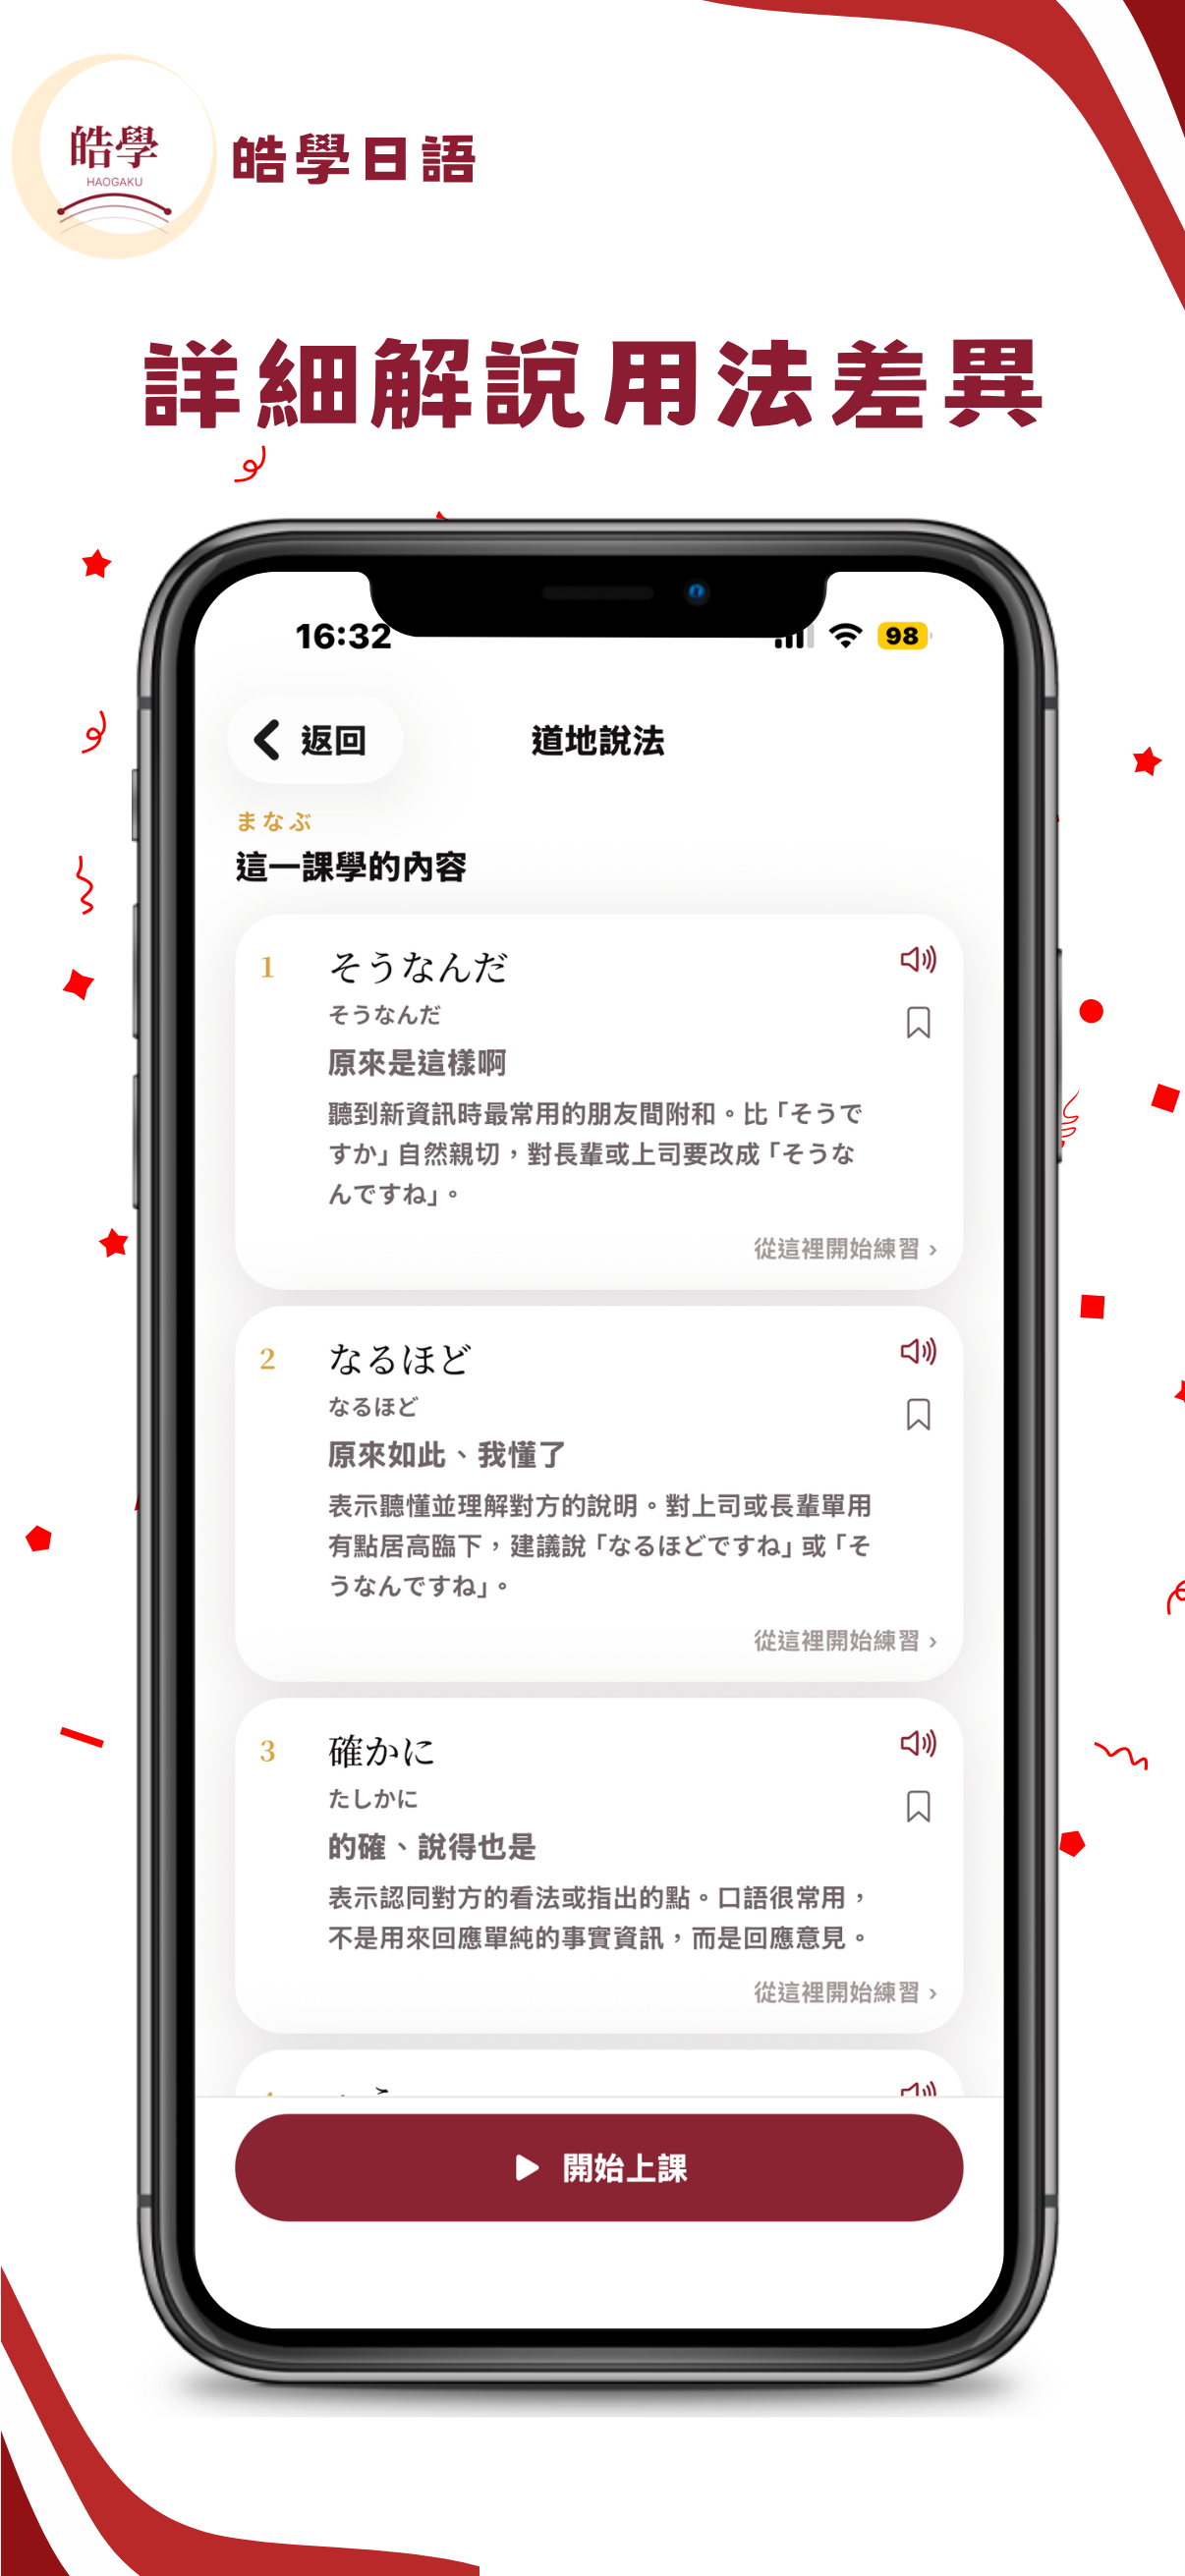 皓學
HAOGAKU
皓學日語
詳細解說用法差異
16:32
98
返回
道地說法
まなぶ
這一課學的內容
1
そうなんだ
そうなんだ
原來是這樣啊
聽到新資訊時最常用的朋友間附和。比「そうで
すか」自然親切，對長輩或上司要改成「そうな
んですね」。
從這裡開始練習 ›
2
なるほど
なるほど
原來如此、我懂了
表示聽懂並理解對方的說明。對上司或長輩單用
有點居高臨下，建議說「なるほどですね」或「そ
うなんですね」。
從這裡開始練習 ›
3
確かに
たしかに
的確、說得也是
表示認同對方的看法或指出的點。口語很常用，
不是用來回應單純的事實資訊，而是回應意見。
從這裡開始練習 ›
開始上課